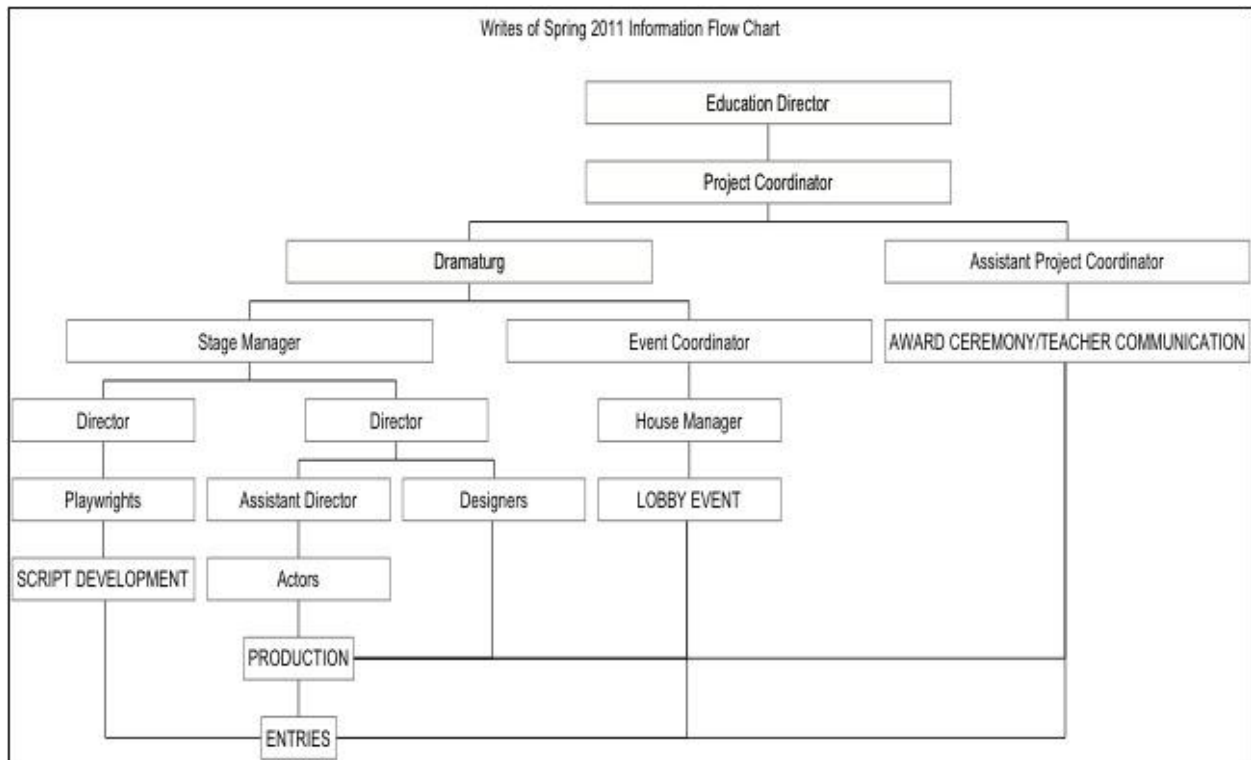 Writes of Spring 2011 Information Flow Chart
Education Director
Project Coordinator
Dramaturg
Assistant Project Coordinator
Stage Manager
Event Coordinator
AWARD CEREMONY/TEACHER COMMUNICATION
Director
Director
House Manager
Playwrights
Assistant Director
Designers
LOBBY EVENT
SCRIPT DEVELOPMENT
Actors
PRODUCTION
ENTRIES